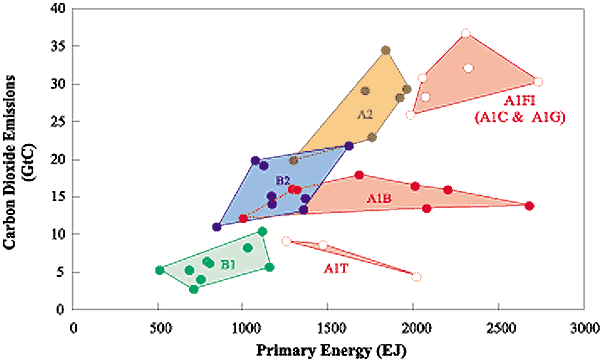 40
35
30
25
20
15
10
5
0
Carbon Dioxide Emissions
(GtC)
A2
A1FI
(A1C & A1G)
B2
A1B
B1
A1T
0 500 1000 1500 2000 2500 3000
Primary Energy (EJ)